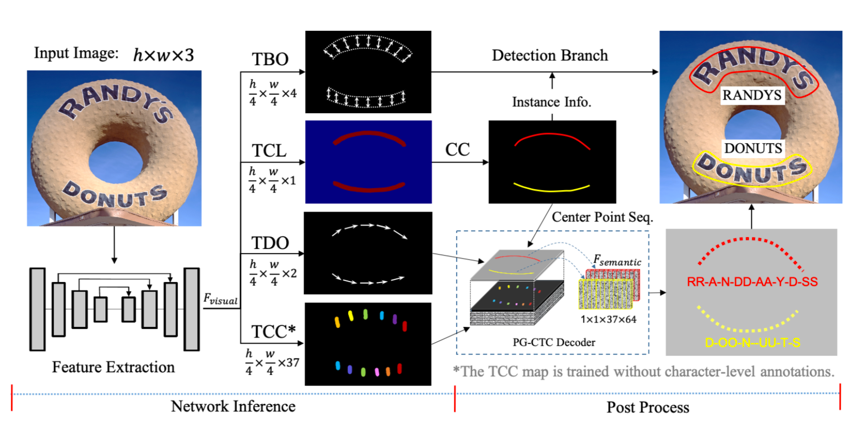 Input Image: h×w×3
RANDY'S
DONUTS
Feature Extraction
F_visual
TBO
h/4 × w/4 × 4
TCL
h/4 × w/4 × 1
TDO
h/4 × w/4 × 2
TCC*
h/4 × w/4 × 37
CC
Detection Branch
Instance Info.
Center Point Seq.
F_semantic
1×1×37×64
PG-CTC Decoder
RANDY'S
RANDYS
DONUTS
DONUTS
RR-A-N-DD-AA-Y-D-SS
D-OO-N--UU-T-S
*The TCC map is trained without character-level annotations.
Network Inference
Post Process